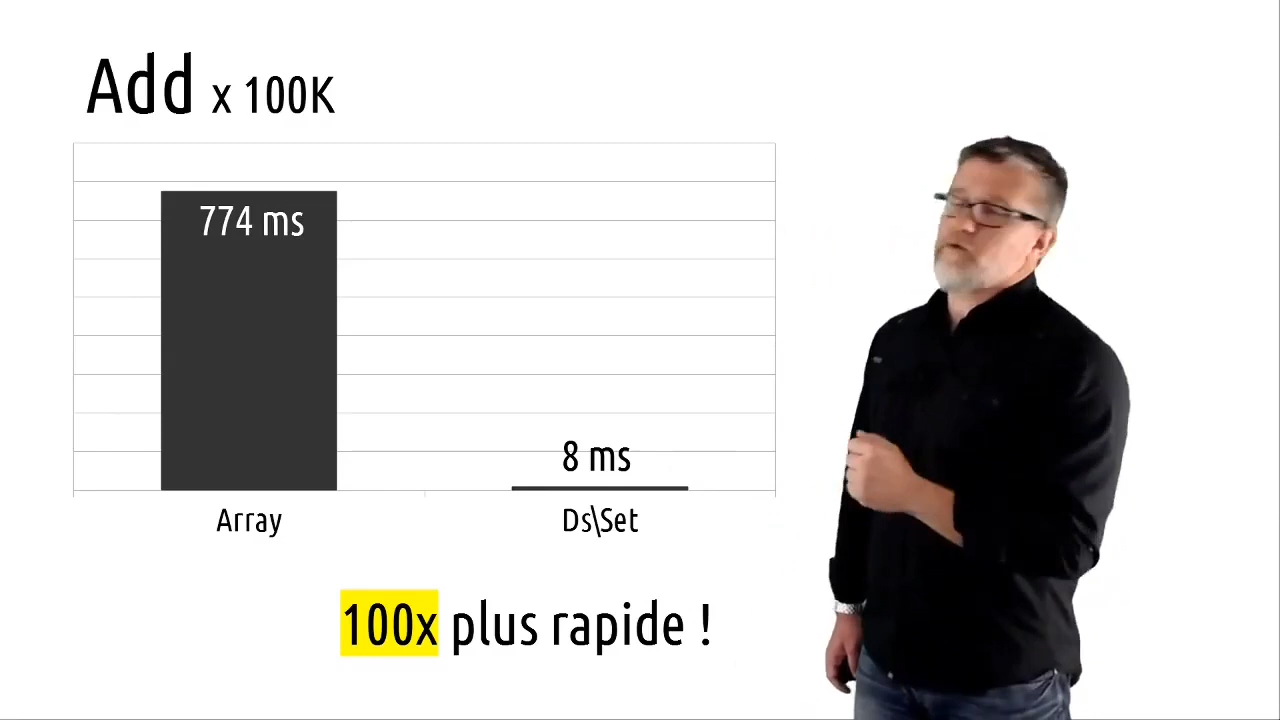 Add x 100K
774 ms
8 ms
Array
Ds\Set
100x plus rapide !